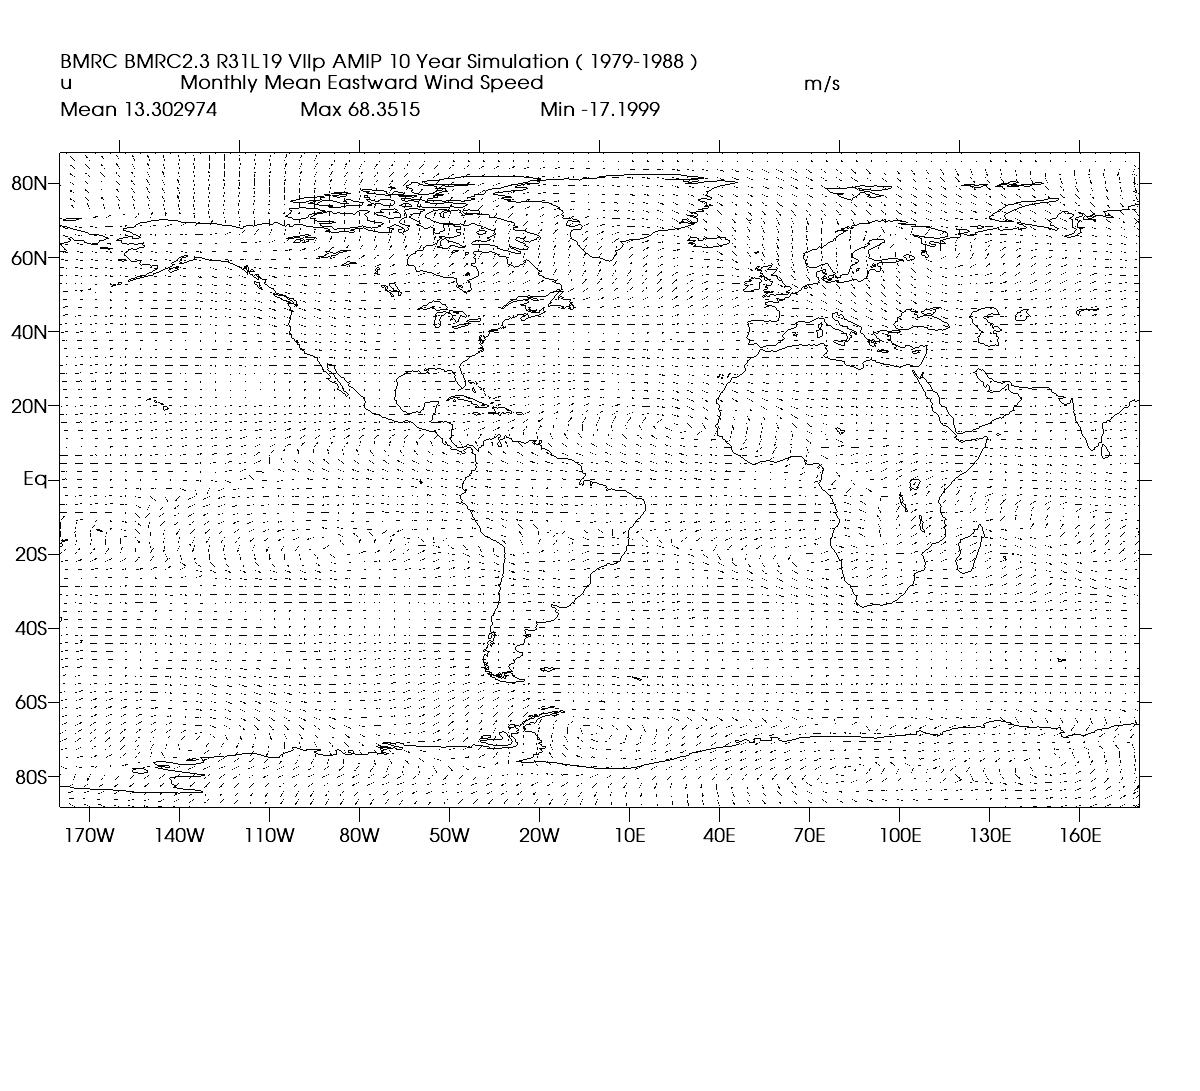 BMRC BMRC2.3 R31L19 VIIp AMIP 10 Year Simulation ( 1979-1988 )
u Monthly Mean Eastward Wind Speed m/s
Mean 13.302974 Max 68.3515 Min -17.1999
80N
60N
40N
20N
Eq
20S
40S
60S
80S
170W 140W 110W 80W 50W 20W 10E 40E 70E 100E 130E 160E